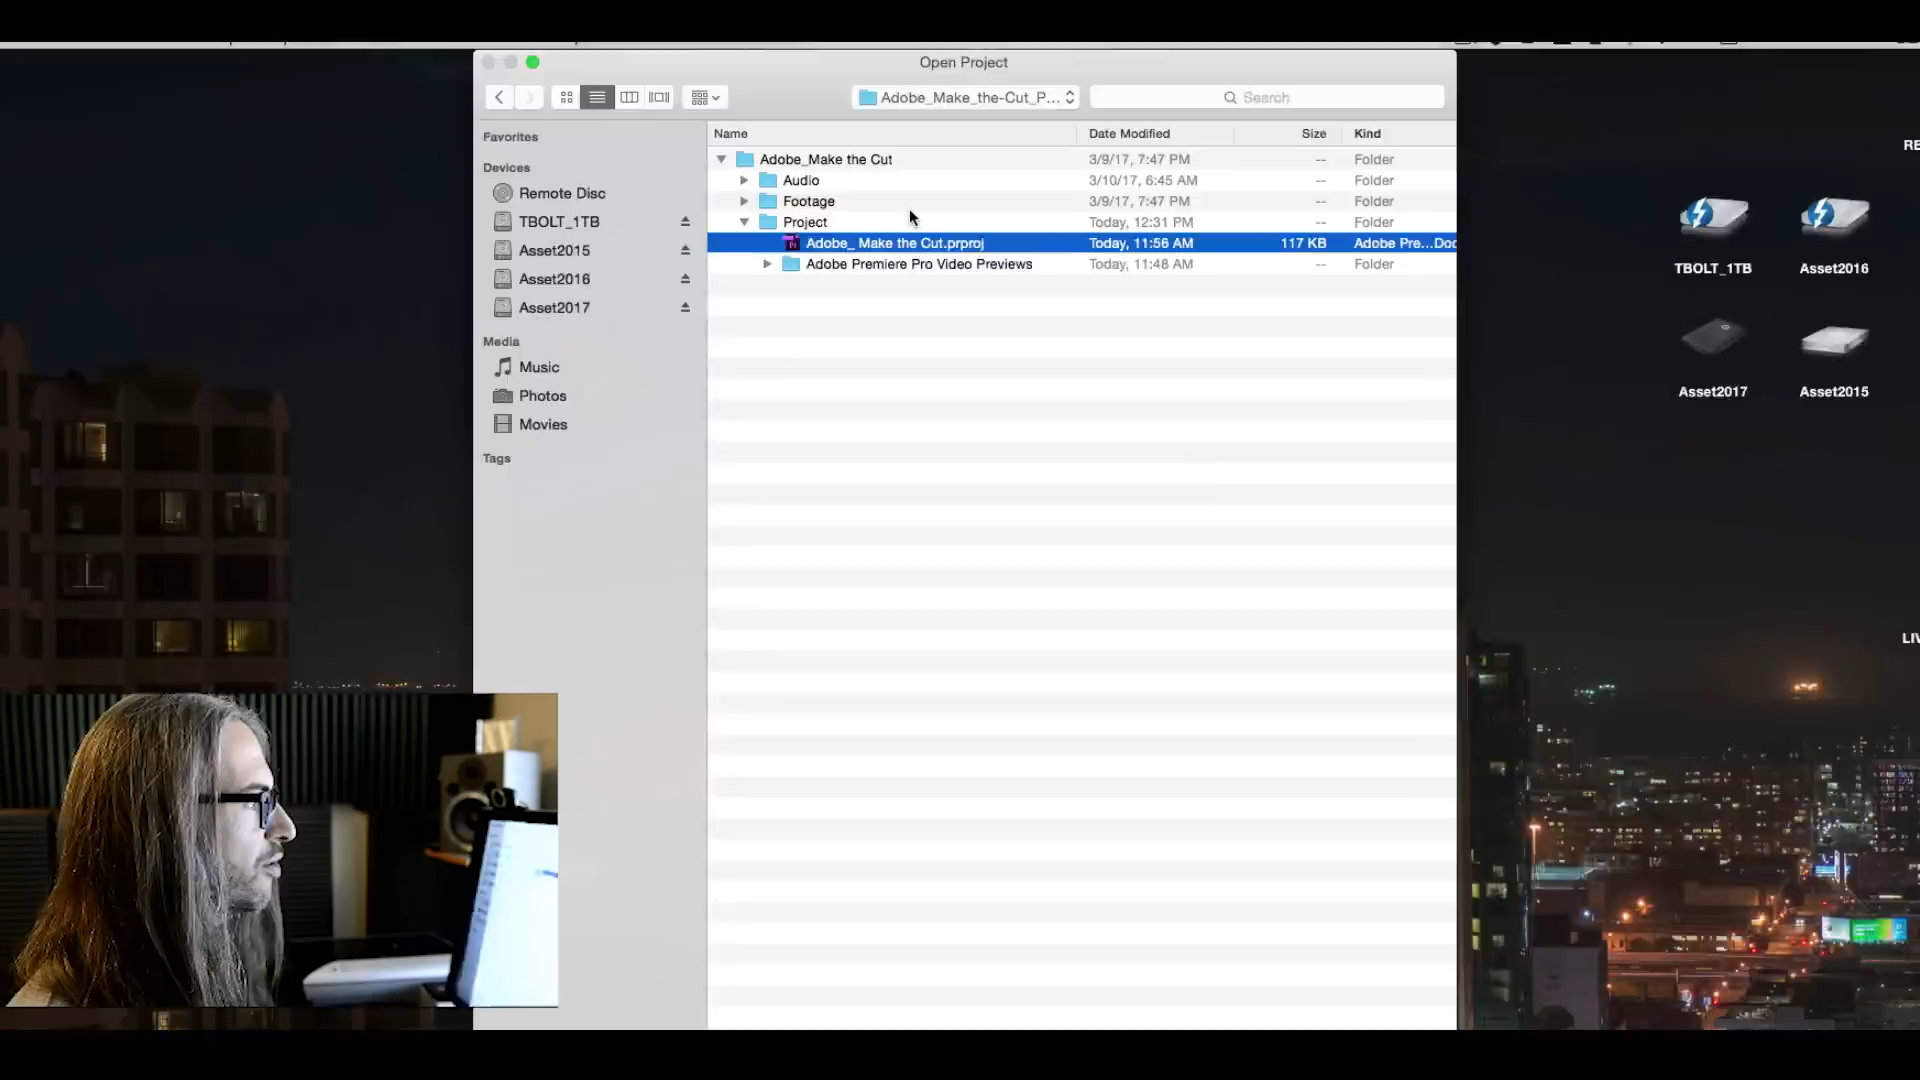 Open Project
Adobe_Make_the-Cut_P...
Search
Favorites
Devices
Remote Disc
TBOLT_1TB
Asset2015
Asset2016
Asset2017
Media
Music
Photos
Movies
Tags
Name Date Modified Size Kind
Adobe_Make the Cut 3/9/17, 7:47 PM -- Folder
Audio 3/10/17, 6:45 AM -- Folder
Footage 3/9/17, 7:47 PM -- Folder
Project Today, 12:31 PM -- Folder
Adobe_ Make the Cut.prproj Today, 11:56 AM 117 KB Adobe Pre...Doc
Adobe Premiere Pro Video Previews Today, 11:48 AM -- Folder
RE
TBOLT_1TB
Asset2016
Asset2017
Asset2015
LIV